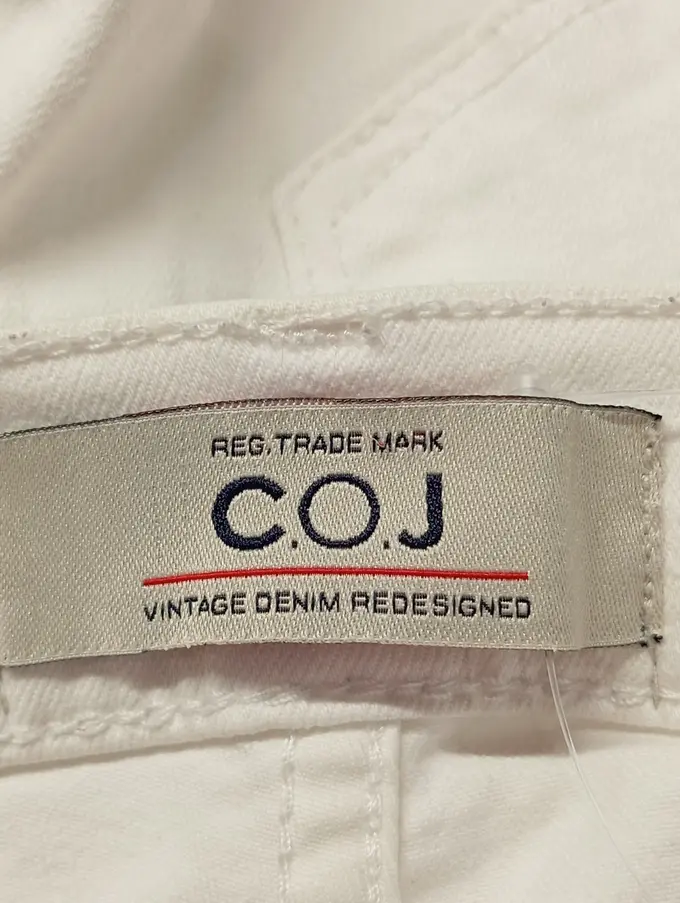 REG. TRADE MARK
C.O.J
VINTAGE DENIM REDESIGNED